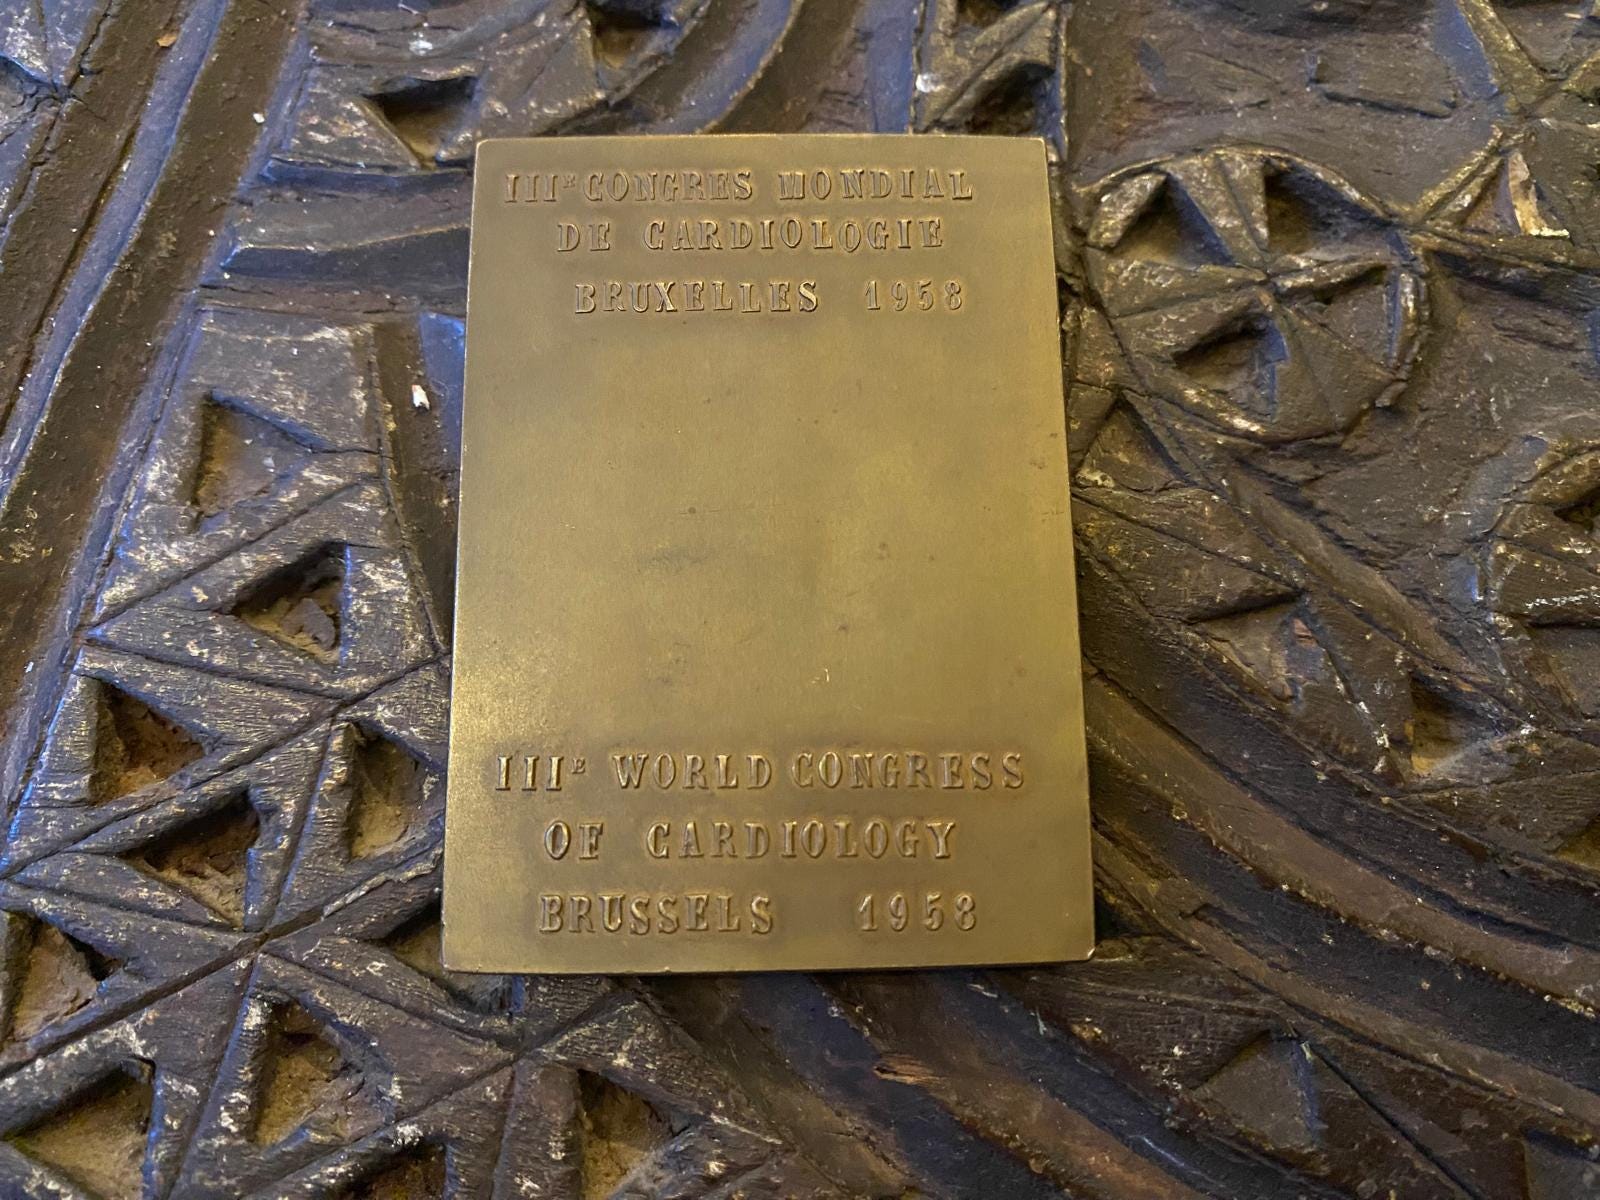 IIIE CONGRES MONDIAL
DE CARDIOLOGIE
BRUXELLES 1958
IIIE WORLD CONGRESS
OF CARDIOLOGY
BRUSSELS 1958